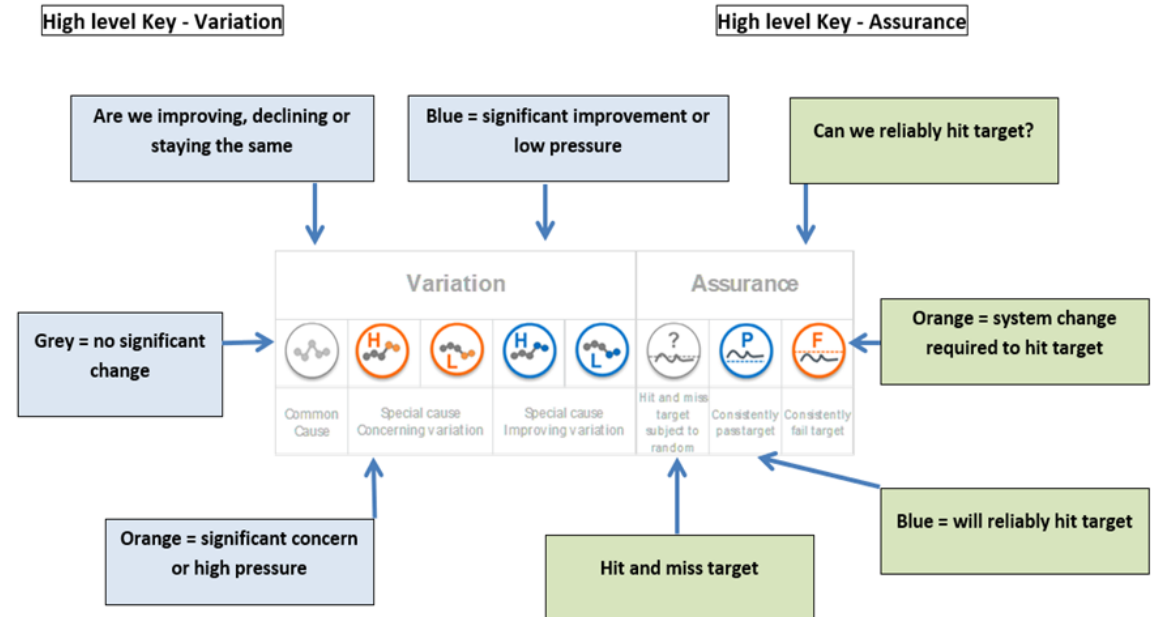 High level Key - Variation
High level Key - Assurance
Are we improving, declining or
staying the same
Blue = significant improvement or
low pressure
Can we reliably hit target?
Variation
Assurance
Grey = no significant
change
H
L
H
L
?
P
F
Orange = system change
required to hit target
Common
Cause
Special cause
Concerning variation
Special cause
Improving variation
Hit and miss
target
subject to
random
Consistently
pass target
Consistently
fail target
Orange = significant concern
or high pressure
Hit and miss target
Blue = will reliably hit target